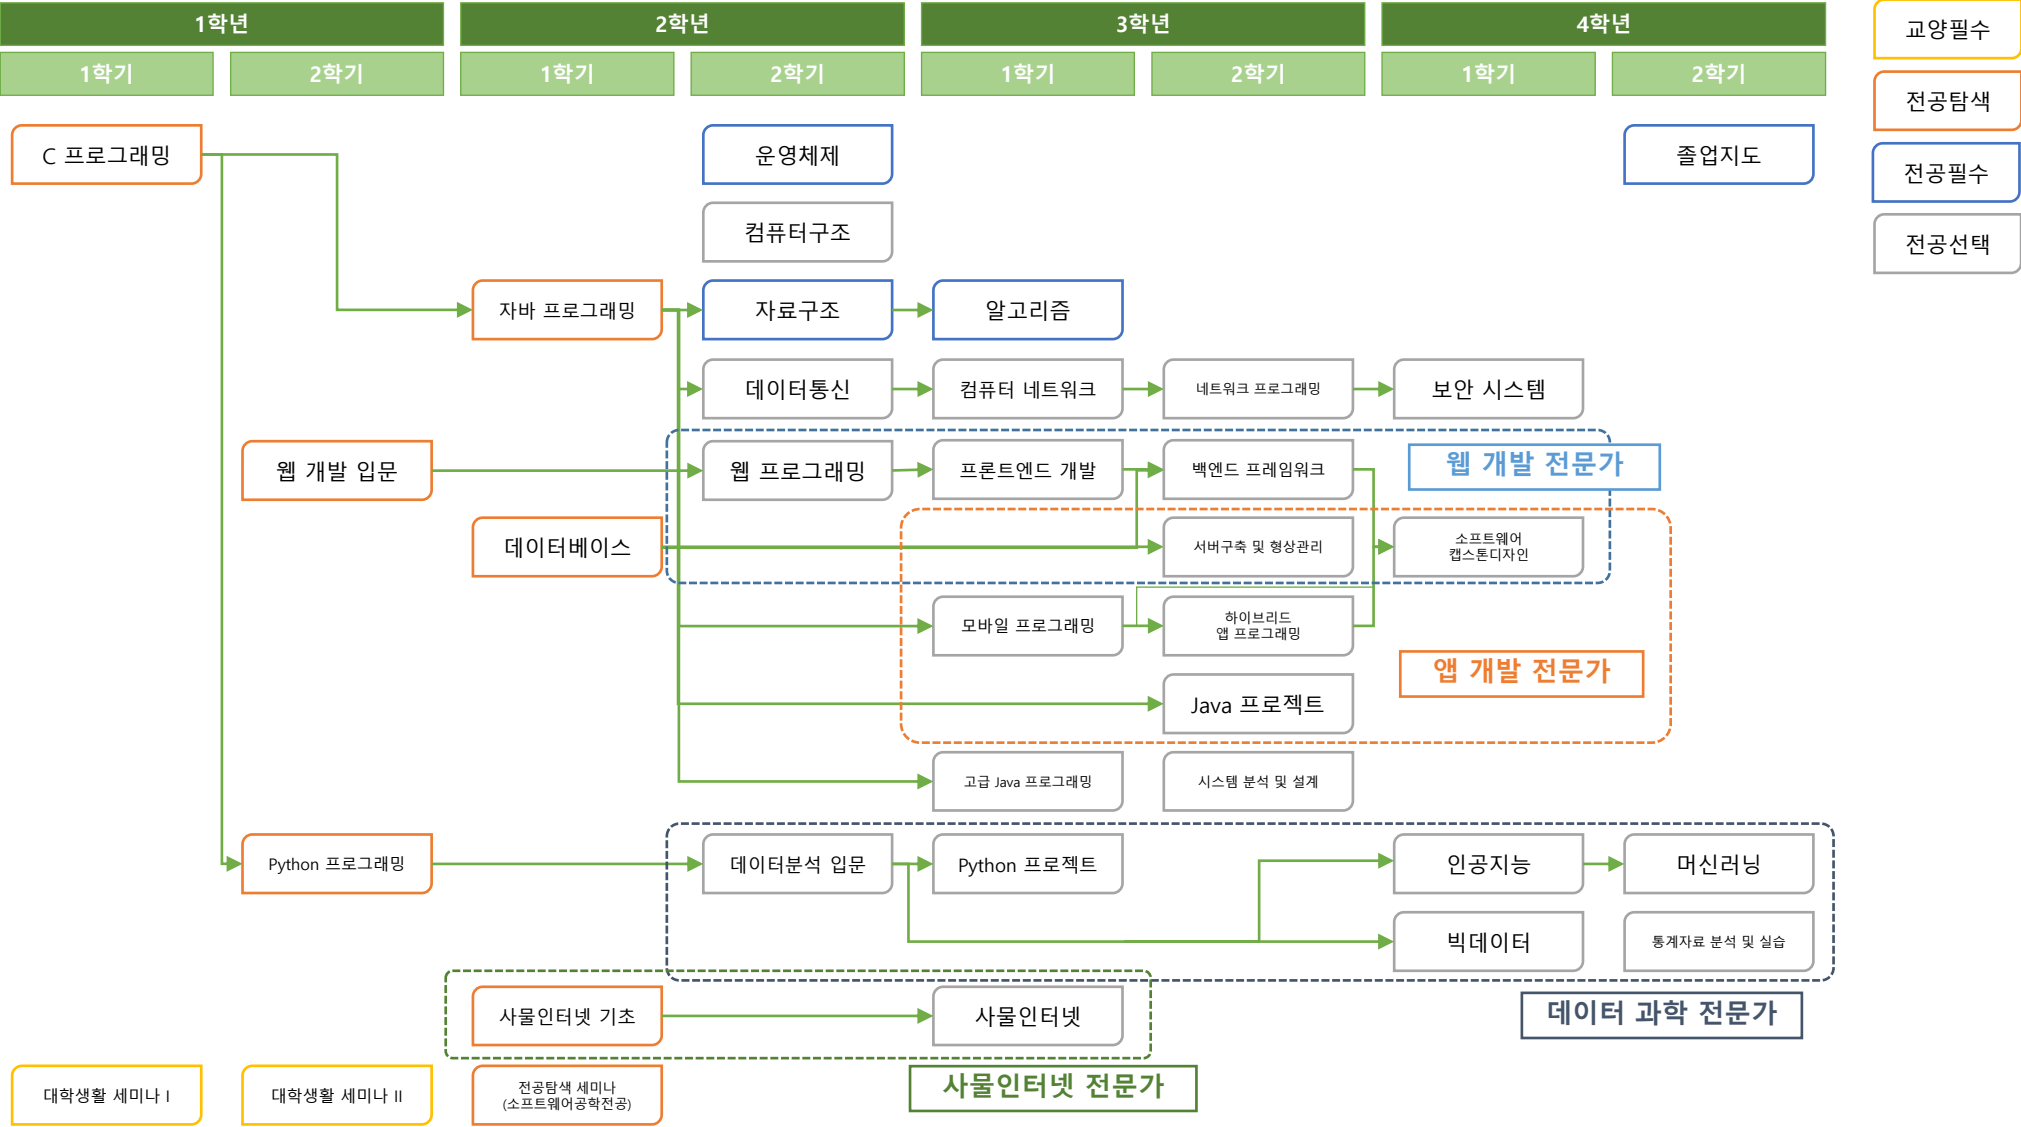 1학년
2학년
3학년
4학년
1학기
2학기
1학기
2학기
1학기
2학기
1학기
2학기
교양필수
전공탐색
전공필수
전공선택
C 프로그래밍
운영체제
졸업지도
컴퓨터구조
자바 프로그래밍
자료구조
알고리즘
데이터통신
컴퓨터 네트워크
네트워크 프로그래밍
보안 시스템
웹 개발 입문
웹 프로그래밍
프론트엔드 개발
백엔드 프레임워크
웹 개발 전문가
데이터베이스
서버구축 및 형상관리
소프트웨어
캡스톤디자인
모바일 프로그래밍
하이브리드
앱 프로그래밍
앱 개발 전문가
Java 프로젝트
고급 Java 프로그래밍
시스템 분석 및 설계
Python 프로그래밍
데이터분석 입문
Python 프로젝트
인공지능
머신러닝
빅데이터
통계자료 분석 및 실습
사물인터넷 기초
사물인터넷
데이터 과학 전문가
대학생활 세미나 I
대학생활 세미나 II
전공탐색 세미나
(소프트웨어공학전공)
사물인터넷 전문가